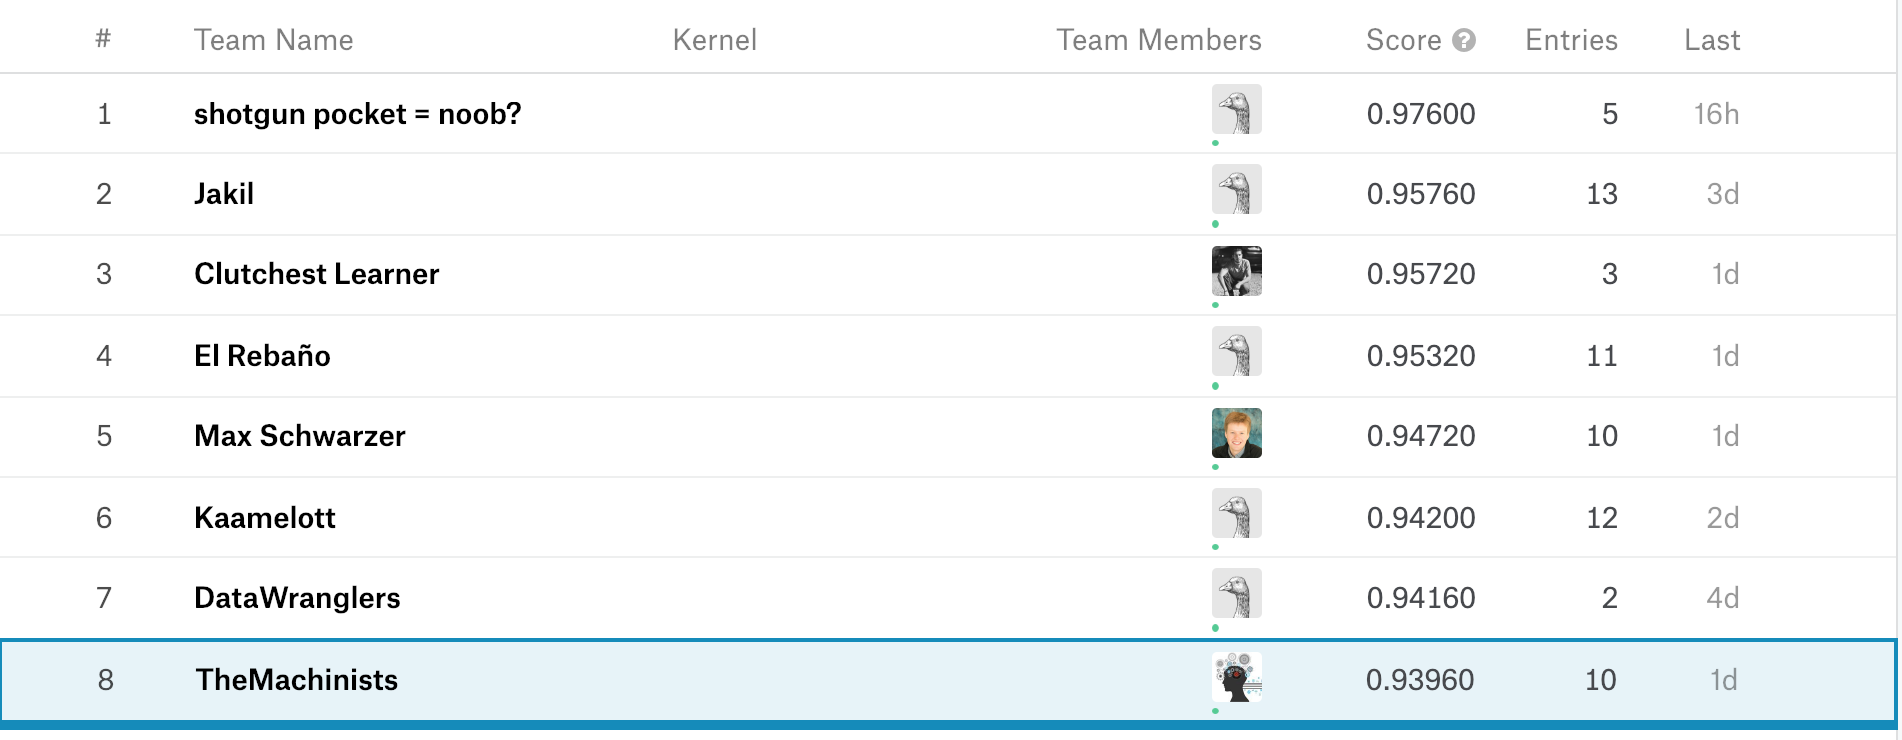 # Team Name Kernel Team Members Score ? Entries Last
1 shotgun pocket = noob? 0.97600 5 16h
2 Jakil 0.95760 13 3d
3 Clutchest Learner 0.95720 3 1d
4 El Rebaño 0.95320 11 1d
5 Max Schwarzer 0.94720 10 1d
6 Kaamelott 0.94200 12 2d
7 DataWranglers 0.94160 2 4d
8 TheMachinists 0.93960 10 1d